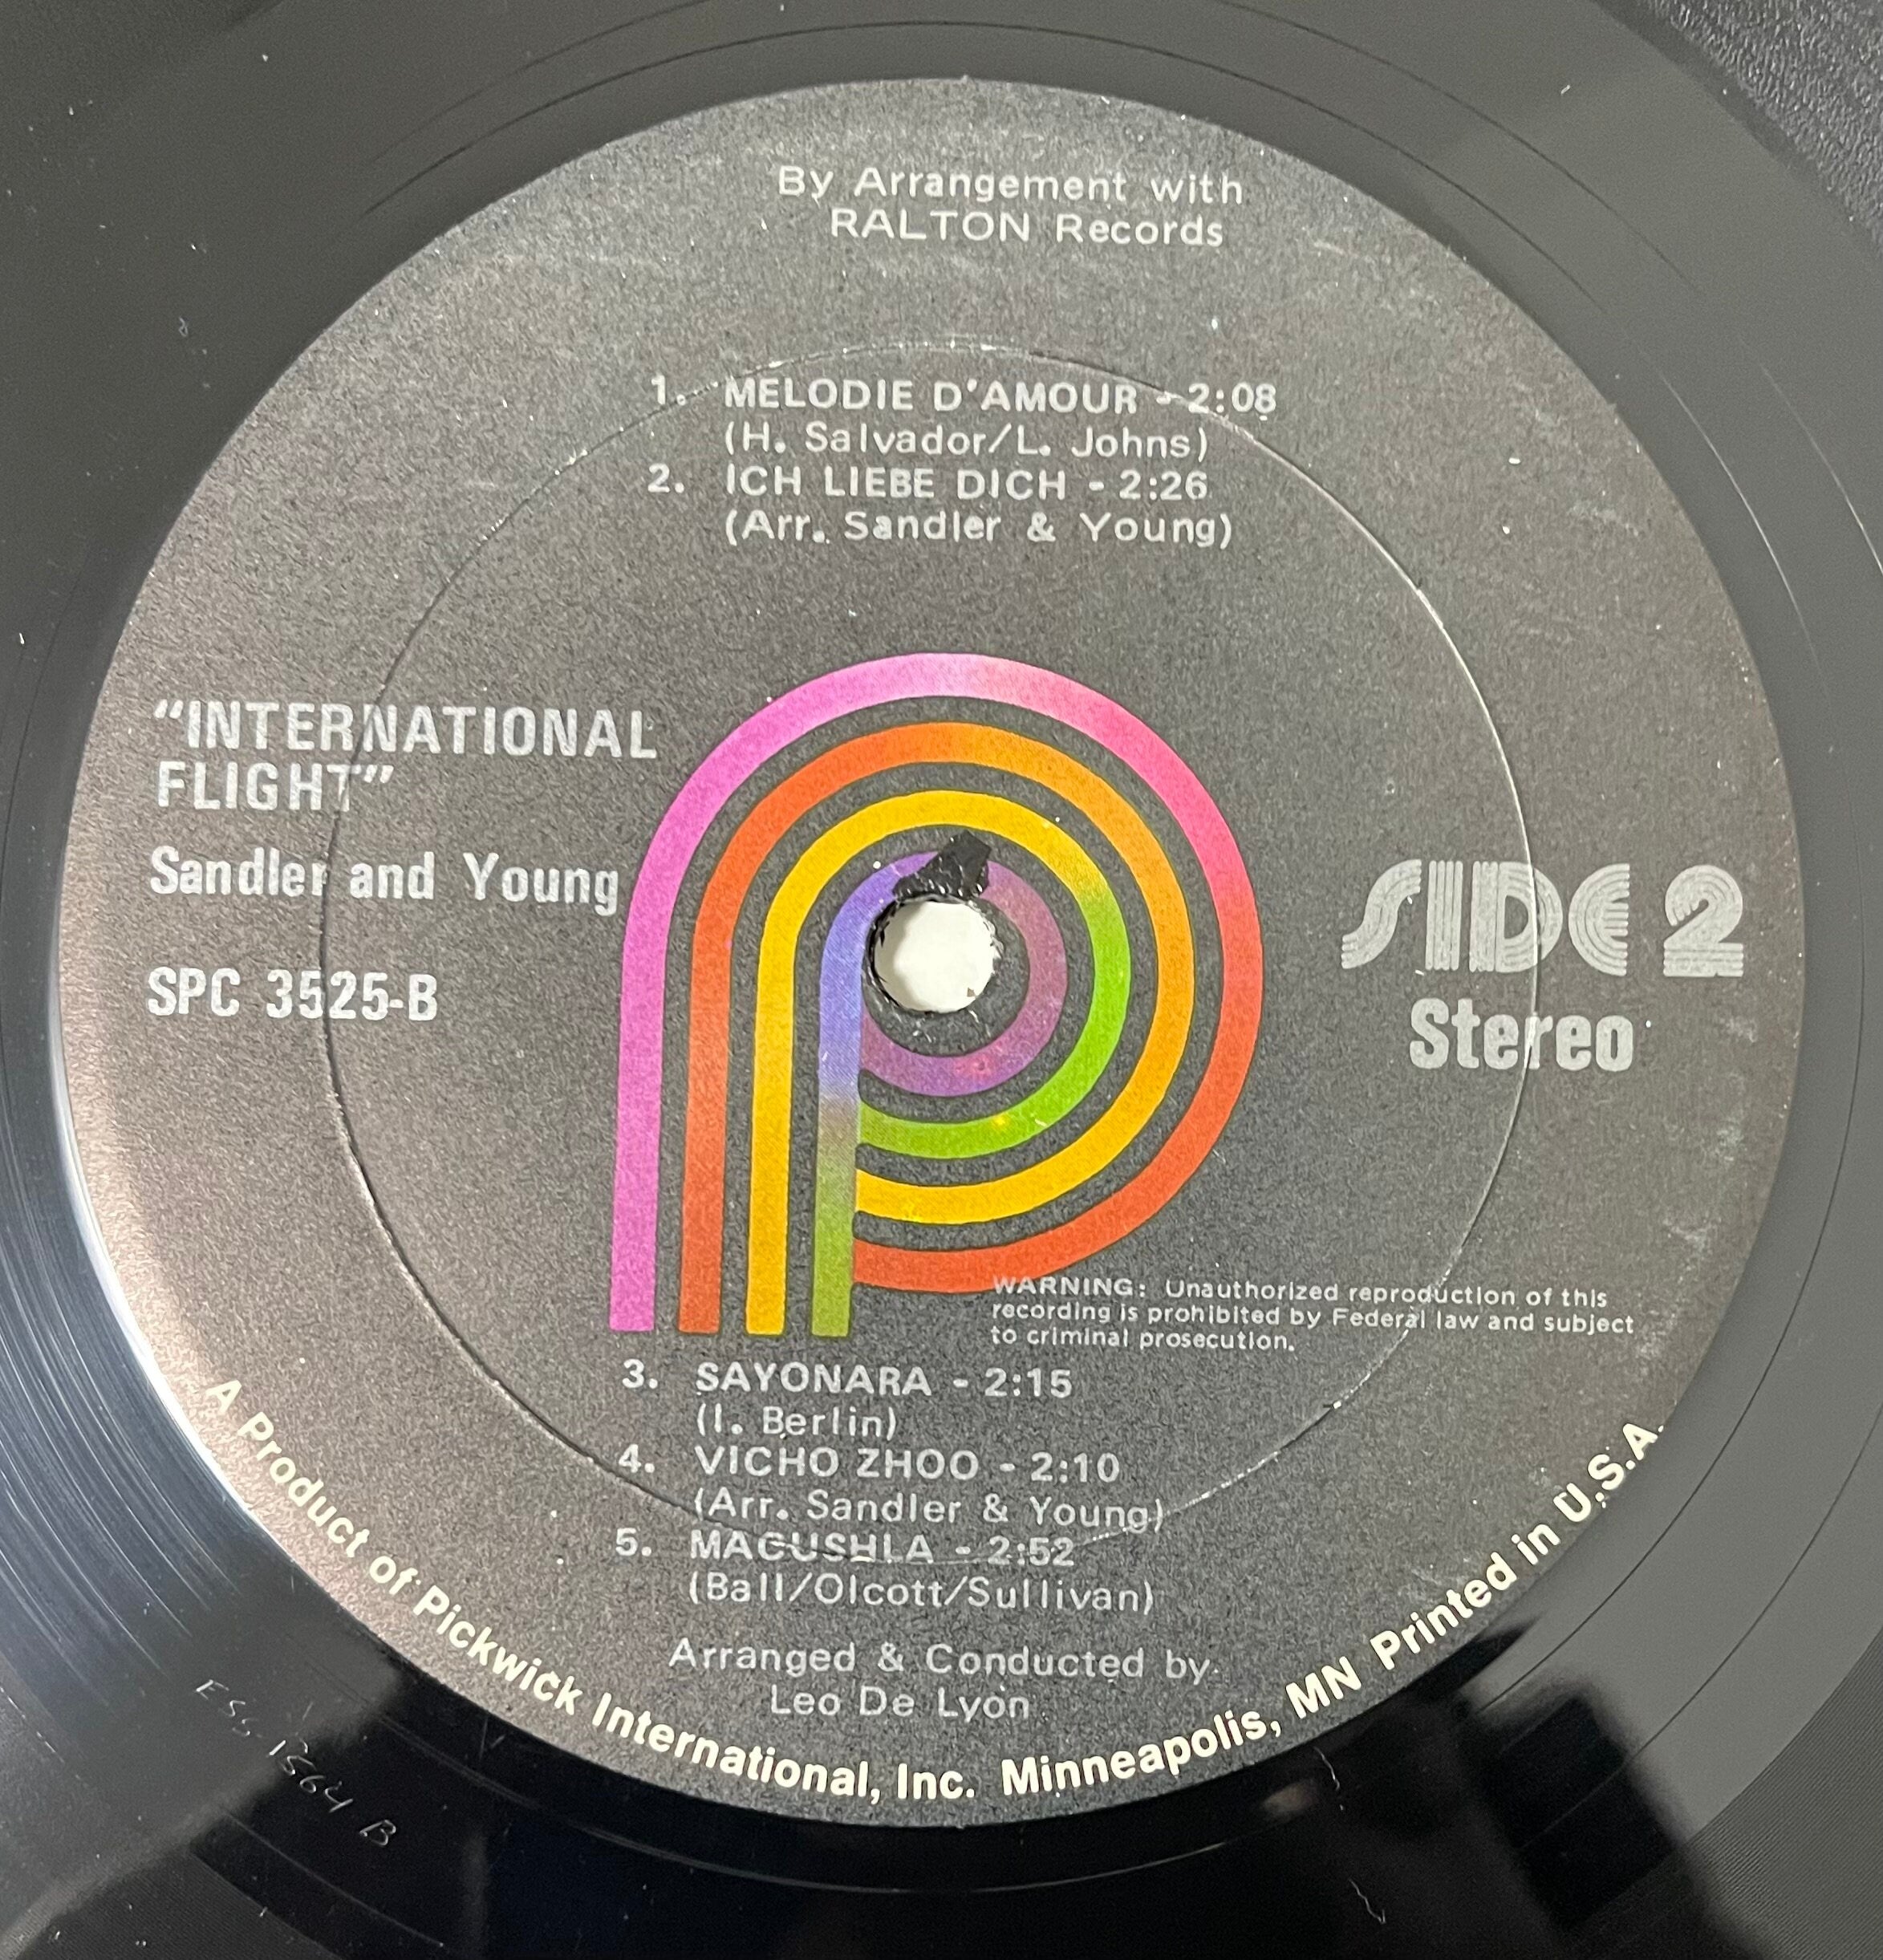 By Arrangement with
RALTON Records
1. MELODIE D'AMOUR - 2:08
(H. Salvador/L. Johns)
2. ICH LIEBE DICH - 2:26
(Arr. Sandler & Young)
"INTERNATIONAL
FLIGHT"
Sandler and Young
SPC 3525-B
SIDE 2
Stereo
WARNING: Unauthorized reproduction of this
recording is prohibited by Federal law and subject
to criminal prosecution.
3. SAYONARA - 2:15
(I. Berlin)
4. VICHO ZHOO - 2:10
(Arr. Sandler & Young)
5. MACUSHLA - 2:52
(Ball/Olcott/Sullivan)
Arranged & Conducted by
Leo De Lyon
A Product of Pickwick International, Inc. Minneapolis, MN Printed in U.S.A.